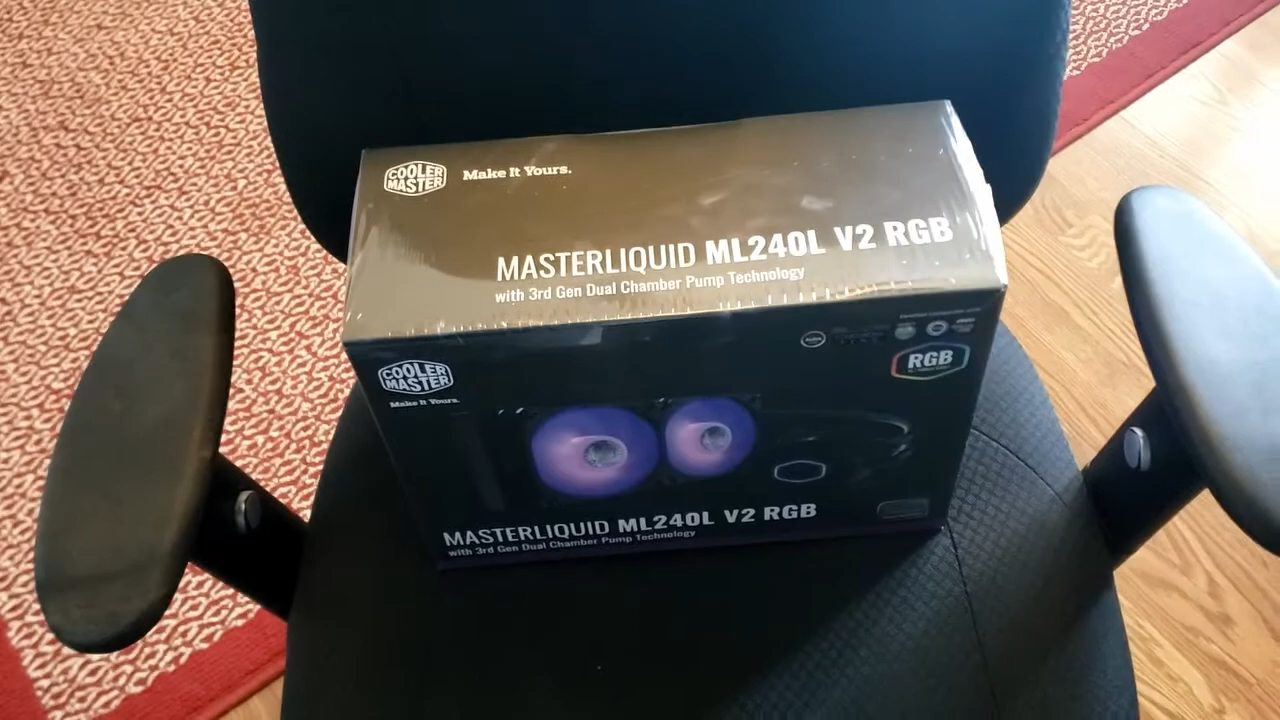 COOLER
MASTER
Make It Yours.
MASTERLIQUID ML240L V2 RGB
with 3rd Gen Dual Chamber Pump Technology
COOLER
MASTER
Make It Yours.
RGB
MASTERLIQUID ML240L V2 RGB
with 3rd Gen Dual Chamber Pump Technology